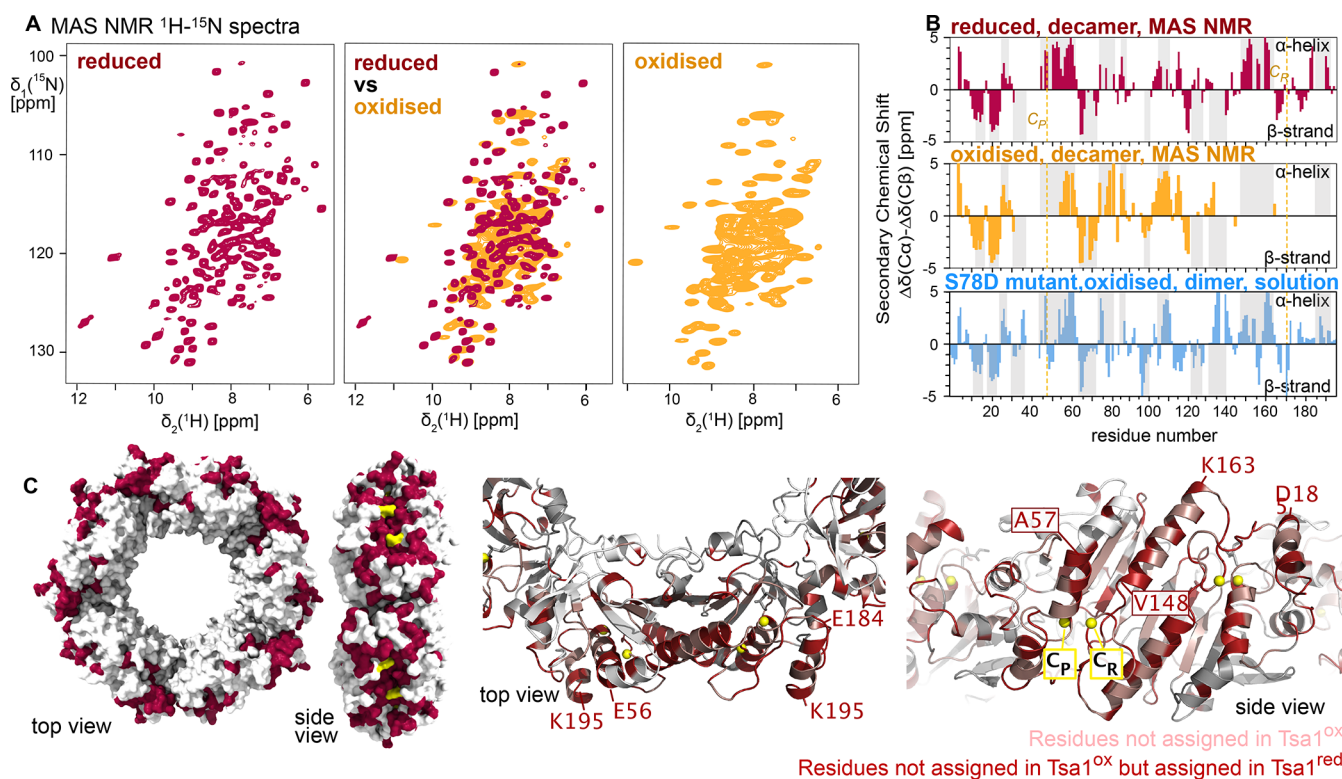 A MAS NMR ¹H-¹⁵N spectra
100
110
120
130
δ₁(¹⁵N)
[ppm]
reduced
12 10 8 6
δ₂(¹H) [ppm]
reduced
vs
oxidised
12 10 8 6
δ₂(¹H) [ppm]
oxidised
10 8 6
δ₂(¹H) [ppm]
B reduced, decamer, MAS NMR
5
0
-5
α-helix
C_R
C_P
β-strand
oxidised, decamer, MAS NMR
5
0
-5
α-helix
β-strand
S78D mutant,oxidised, dimer, solution
5
0
-5
α-helix
β-strand
Secondary Chemical Shift
Δδ(Cα)-Δδ(Cβ) [ppm]
20 40 60 80 100 120 140 160 180
residue number
C
top view
side
view
top view
K195
E56
K195
E184
K163
D18
5
A57
V148
C_P
C_R
side view
Residues not assigned in Tsa1ᵒˣ
Residues not assigned in Tsa1ᵒˣ but assigned in Tsa1ʳᵉᵈ